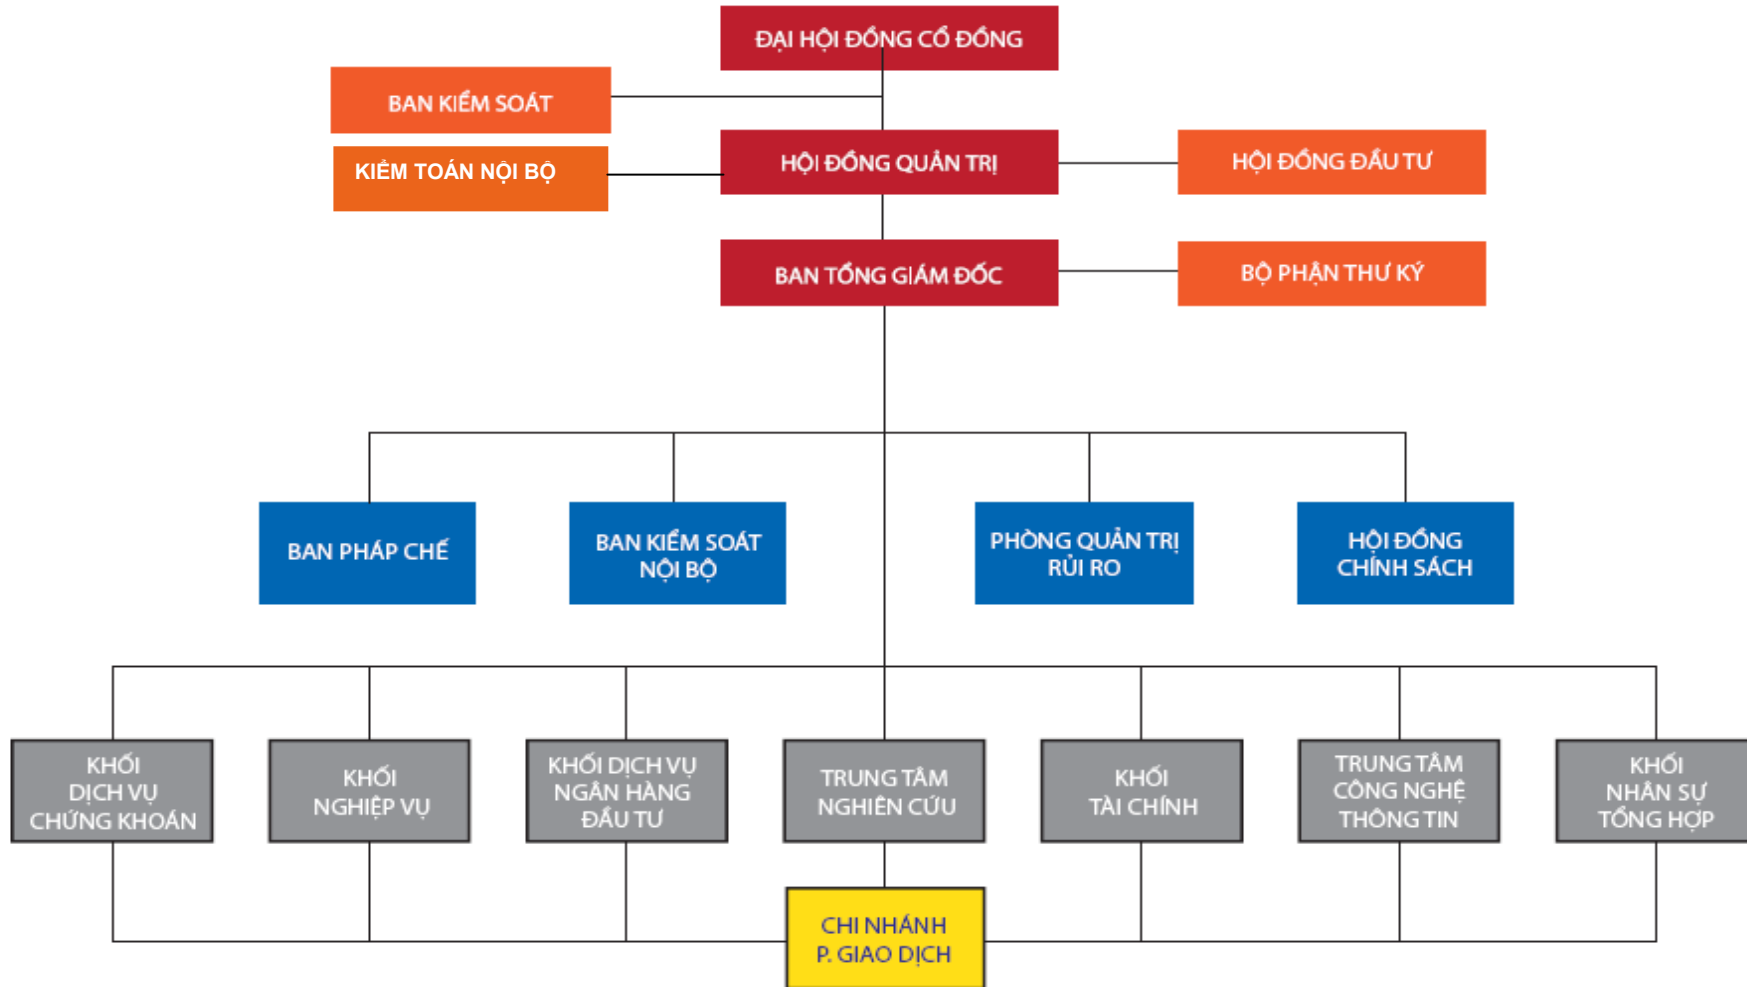 ĐẠI HỘI ĐỒNG CỔ ĐÔNG
BAN KIỂM SOÁT
KIỂM TOÁN NỘI BỘ
HỘI ĐỒNG QUẢN TRỊ
HỘI ĐỒNG ĐẦU TƯ
BAN TỔNG GIÁM ĐỐC
BỘ PHẬN THƯ KÝ
BAN PHÁP CHẾ
BAN KIỂM SOÁT
NỘI BỘ
PHÒNG QUẢN TRỊ
RỦI RO
HỘI ĐỒNG
CHÍNH SÁCH
KHỐI
DỊCH VỤ
CHỨNG KHOÁN
KHỐI
NGHIỆP VỤ
KHỐI DỊCH VỤ
NGÂN HÀNG
ĐẦU TƯ
TRUNG TÂM
NGHIÊN CỨU
KHỐI
TÀI CHÍNH
TRUNG TÂM
CÔNG NGHỆ
THÔNG TIN
KHỐI
NHÂN SỰ
TỔNG HỢP
CHI NHÁNH
P. GIAO DỊCH